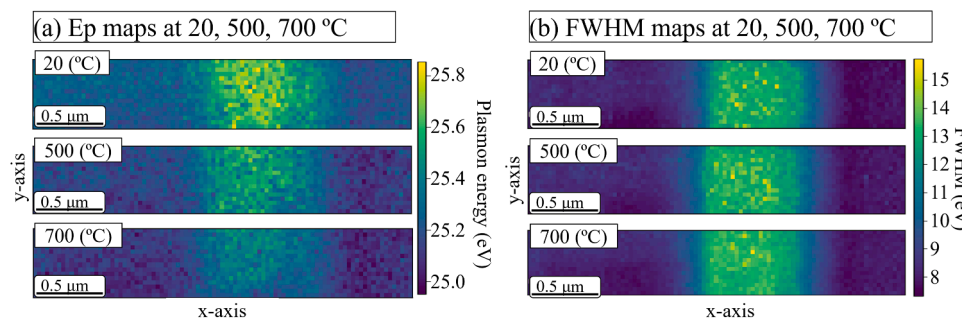 (a) Ep maps at 20, 500, 700 ºC
20 (ºC)
0.5 µm
500 (ºC)
0.5 µm
700 (ºC)
0.5 µm
y-axis
x-axis
25.8
25.6
25.4
25.2
25.0
Plasmon energy (eV)
(b) FWHM maps at 20, 500, 700 ºC
20 (ºC)
0.5 µm
500 (ºC)
0.5 µm
700 (ºC)
0.5 µm
y-axis
x-axis
15
14
13
12
11
10
9
8
FWHM (eV)